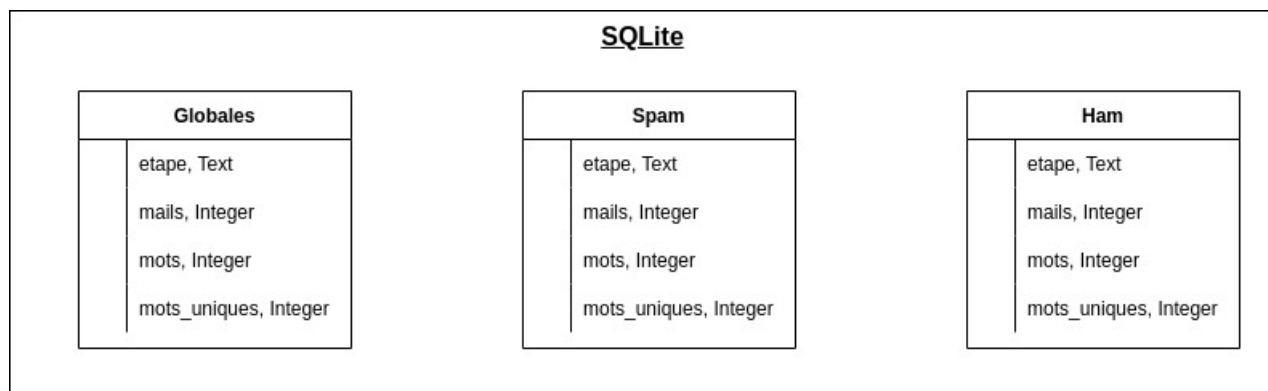 SQLite
Globales
etape, Text
mails, Integer
mots, Integer
mots_uniques, Integer
Spam
etape, Text
mails, Integer
mots, Integer
mots_uniques, Integer
Ham
etape, Text
mails, Integer
mots, Integer
mots_uniques, Integer